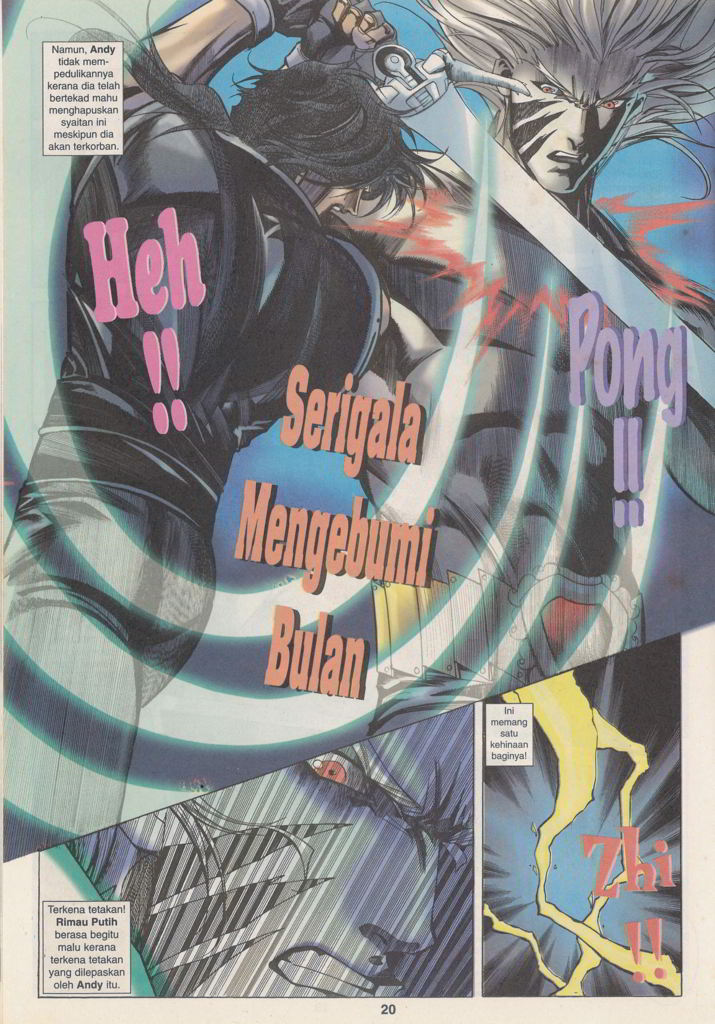 Namun, Andy
tidak mem-
pedulikannya
kerana dia telah
bertekad mahu
menghapuskan
syaitan ini
meskipun dia
akan terkorban.
Heh
!!
Pong
!!
Serigala
Mengebumi
Bulan
Ini
memang
satu
kehinaan
baginya!
Zhi
!!
Terkena tetakan!
Rimau Putih
berasa begitu
malu kerana
terkena tetakan
yang dilepaskan
oleh Andy itu.
20